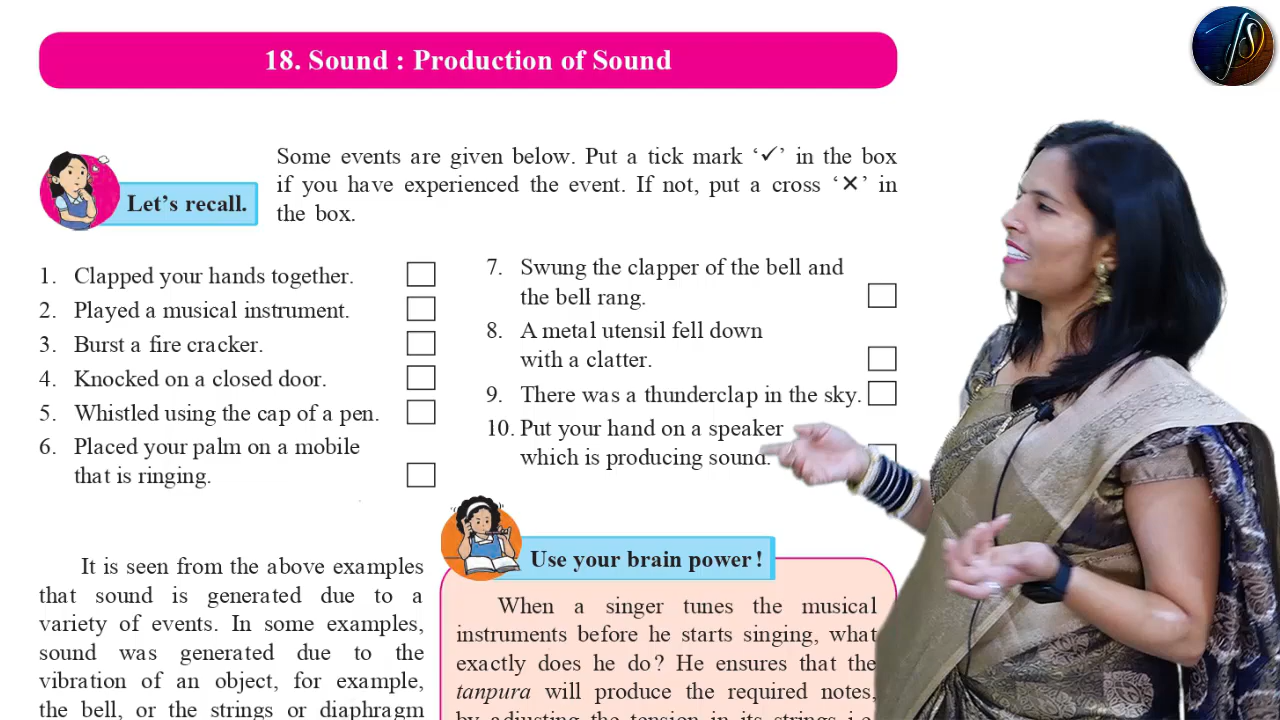 18. Sound : Production of Sound
Let's recall.
Some events are given below. Put a tick mark ‘✓’ in the box
if you have experienced the event. If not, put a cross ‘✕’ in
the box.
1. Clapped your hands together.
2. Played a musical instrument.
3. Burst a fire cracker.
4. Knocked on a closed door.
5. Whistled using the cap of a pen.
6. Placed your palm on a mobile
that is ringing.
7. Swung the clapper of the bell and
the bell rang.
8. A metal utensil fell down
with a clatter.
9. There was a thunderclap in the sky.
10. Put your hand on a speaker
which is producing sound.
It is seen from the above examples
that sound is generated due to a
variety of events. In some examples,
sound was generated due to the
vibration of an object, for example,
the bell, or the strings or diaphragm
Use your brain power !
When a singer tunes the musical
instruments before he starts singing, what
exactly does he do? He ensures that the
tanpura will produce the required notes,
by adjusting the tension in its strings i.e.